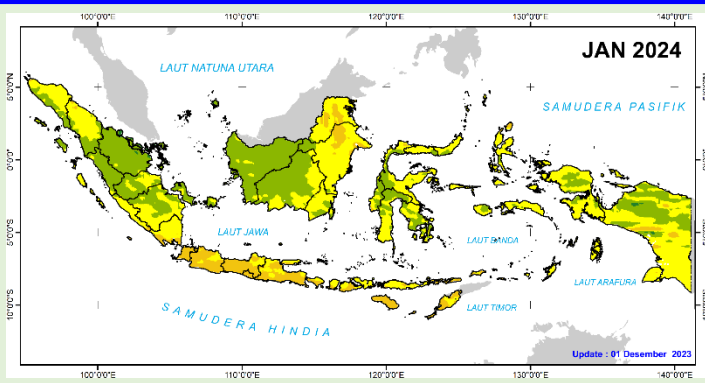 100°0'0"E 110°0'0"E 120°0'0"E 130°0'0"E 140°0'0"E
JAN 2024
LAUT NATUNA UTARA
SAMUDERA PASIFIK
5°0'0"N
0°0'0"
5°0'0"S
10°0'0"S
LAUT JAWA
LAUT BANDA
LAUT ARAFURA
LAUT TIMOR
SAMUDERA HINDIA
Update : 01 Desember 2023
100°0'0"E 110°0'0"E 120°0'0"E 130°0'0"E 140°0'0"E